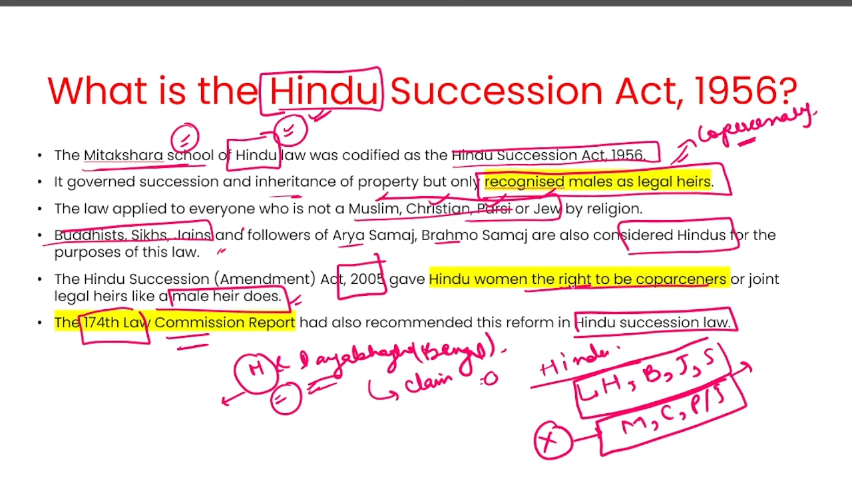 What is the Hindu Succession Act, 1956?
Coparcenary.
• The Mitakshara school of Hindu law was codified as the Hindu Succession Act, 1956.
• It governed succession and inheritance of property but only recognised males as legal heirs.
• The law applied to everyone who is not a Muslim, Christian, Parsi or Jew by religion.
• Buddhists, Sikhs, Jains and followers of Arya Samaj, Brahmo Samaj are also considered Hindus for the
purposes of this law.
• The Hindu Succession (Amendment) Act, 2005 gave Hindu women the right to be coparceners or joint
legal heirs like a male heir does.
• The 174th Law Commission Report had also recommended this reform in Hindu succession law.
M
(Bengal).
claim
Hindu.
H, B, J, S
M, C, P/J
X